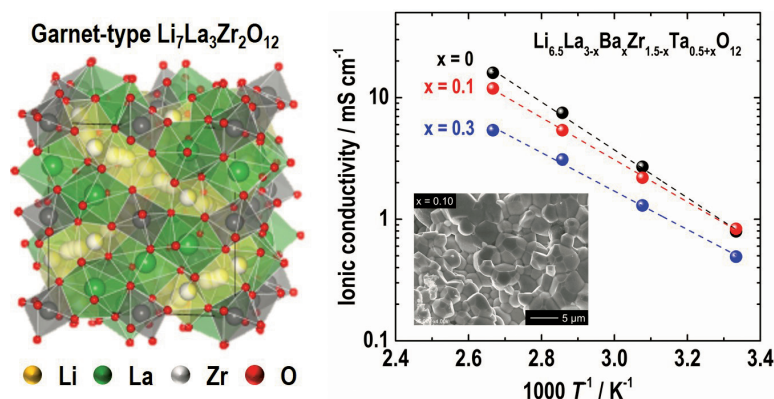 Garnet-type Li₇La₃Zr₂O₁₂
Li La Zr O
Ionic conductivity / mS cm⁻¹
10
1
0.1
Li₆.₅La₃₋ₓBaₓZr₁.₅₋ₓTa₀.₅₊ₓO₁₂
x = 0
x = 0.1
x = 0.3
x = 0.10
5 µm
2.4 2.6 2.8 3.0 3.2 3.4
1000 T¹ / K⁻¹